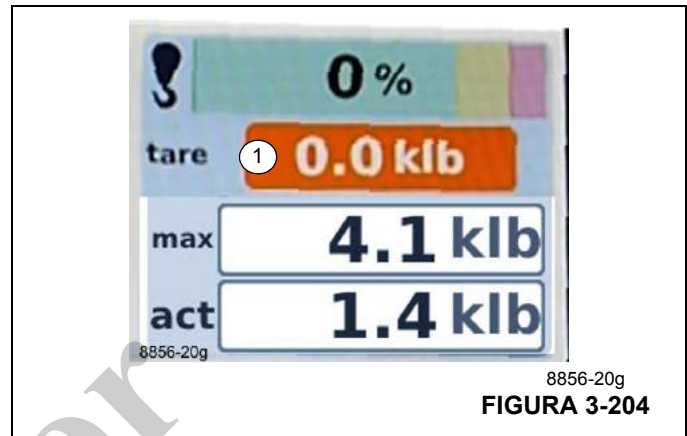 0 %
tare 1 0.0 klb
max 4.1 klb
act 1.4 klb
8856-20g
8856-20g
FIGURA 3-204
or